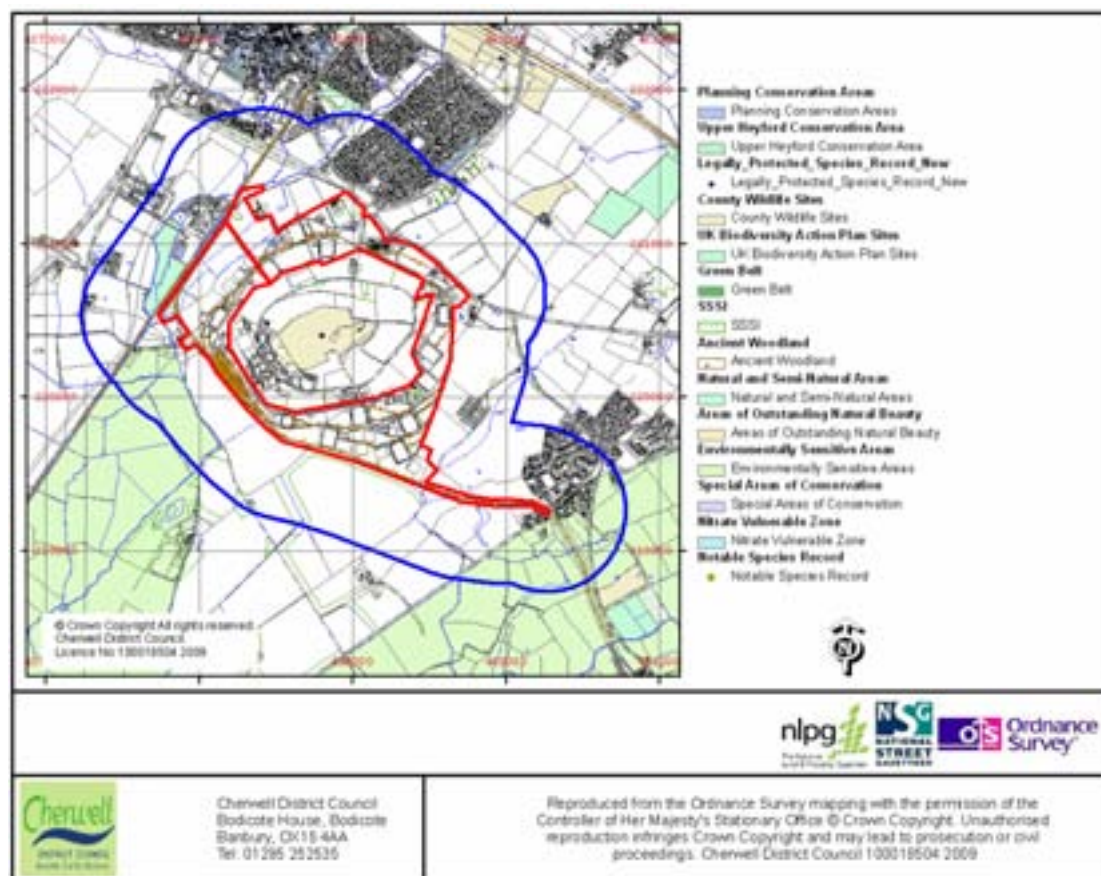 Planning Conservation Areas
Planning Conservation Areas
Upper Heyford Conservation Area
Upper Heyford Conservation Area
Legally_Protected_Species_Record_New
Legally_Protected_Species_Record_New
County Wildlife Sites
County Wildlife Sites
UK Biodiversity Action Plan Sites
UK Biodiversity Action Plan Sites
Green Belt
Green Belt
SSSI
SSSI
Ancient Woodland
Ancient Woodland
Natural and Semi-Natural Areas
Natural and Semi-Natural Areas
Areas of Outstanding Natural Beauty
Areas of Outstanding Natural Beauty
Environmentally Sensitive Areas
Environmentally Sensitive Areas
Special Areas of Conservation
Special Areas of Conservation
Nitrate Vulnerable Zone
Nitrate Vulnerable Zone
Notable Species Record
Notable Species Record
© Crown Copyright All rights reserved
Cherwell District Council
Licence No 100018504 2009
N
nlpg
NSG
NATIONAL
STREET
GAZETTEER
OS Ordnance
Survey
Cherwell
DISTRICT COUNCIL
Cherwell District Council
Bodicote House, Bodicote
Banbury, OX15 4AA
Tel. 01295 252535
Reproduced from the Ordnance Survey mapping with the permission of the
Controller of Her Majesty's Stationary Office © Crown Copyright. Unauthorised
reproduction infringes Crown Copyright and may lead to prosecution or civil
proceedings. Cherwell District Council 100018504 2009